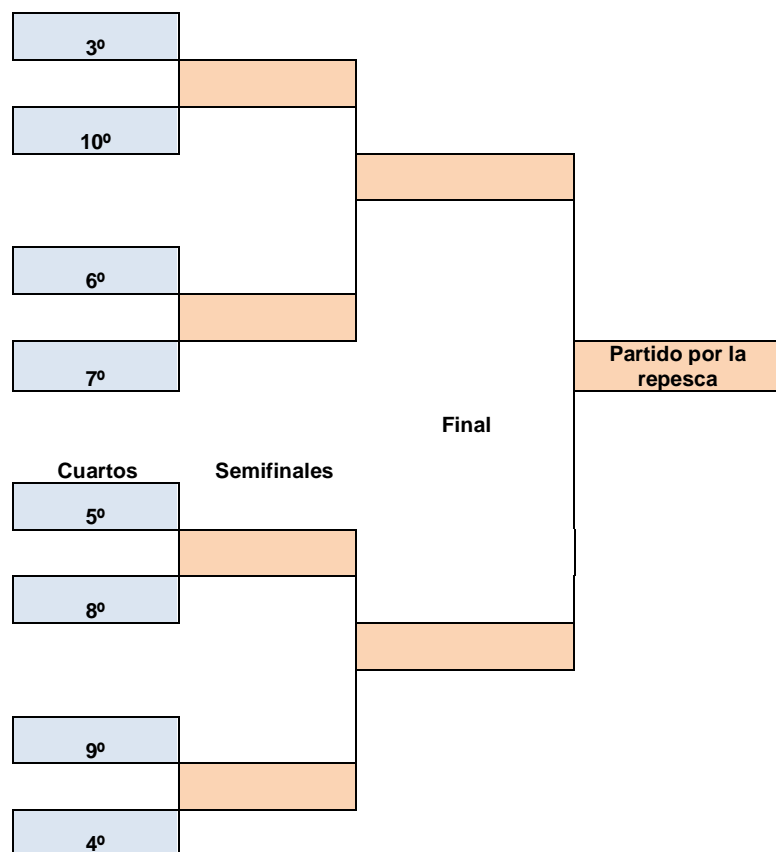 3º
10º
6º
7º
Partido por la
repesca
Final
Cuartos Semifinales
5º
8º
9º
4º